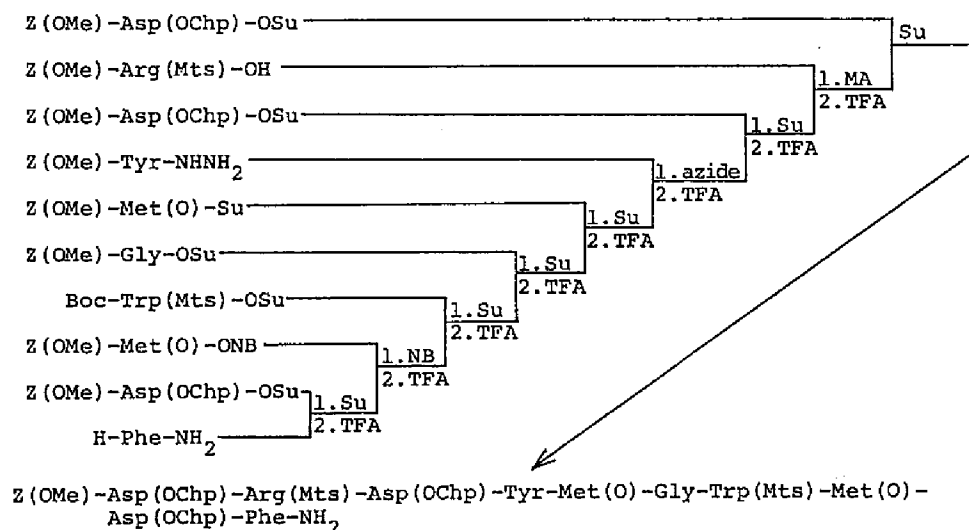 Z(OMe)-Asp(OChp)-OSu
Su
Z(OMe)-Arg(Mts)-OH
1.MA
2.TFA
Z(OMe)-Asp(OChp)-OSu
1.Su
2.TFA
Z(OMe)-Tyr-NHNH2
1.azide
2.TFA
Z(OMe)-Met(O)-Su
1.Su
2.TFA
Z(OMe)-Gly-OSu
1.Su
2.TFA
Boc-Trp(Mts)-OSu
1.Su
2.TFA
Z(OMe)-Met(O)-ONB
1.NB
2.TFA
Z(OMe)-Asp(OChp)-OSu
1.Su
2.TFA
H-Phe-NH2
Z(OMe)-Asp(OChp)-Arg(Mts)-Asp(OChp)-Tyr-Met(O)-Gly-Trp(Mts)-Met(O)-
Asp(OChp)-Phe-NH2